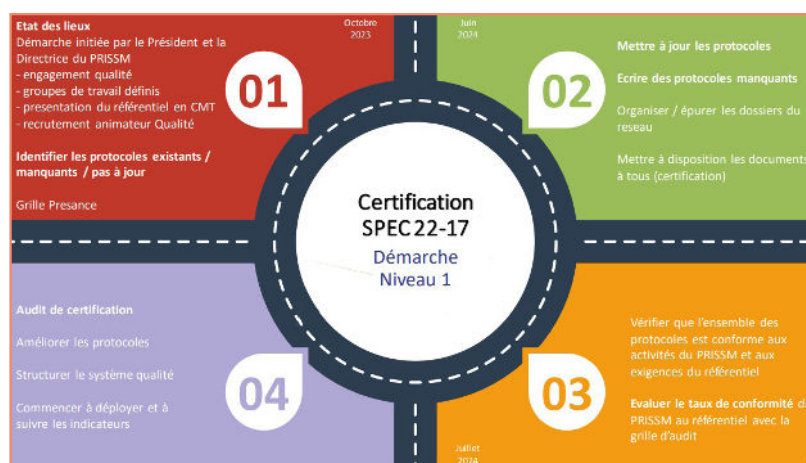 Etat des lieux
Démarche initiée par le Président et la
Directrice du PRISSM
- engagement qualité
- groupes de travail définis
- presentation du référentiel en CMT
- recrutement animateur Qualité
Identifier les protocoles existants /
manquants / pas à jour
Grille Presance
Octobre
2023
01
Juin
2024
02
Mettre à jour les protocoles
Ecrire des protocoles manquants
Organiser / épurer les dossiers du
reseau
Mettre à disposition les documents
à tous (certification)
Certification
SPEC 22-17
Démarche
Niveau 1
Vérifier que l'ensemble des
protocoles est conforme aux
activités du PRISSM et aux
exigences du référentiel
Evaluer le taux de conformité d
PRISSM au référentiel avec la
grille d'audit
03
Juillet
2024
Audit de certification
Améliorer les protocoles
Structurer le système qualité
Commencer à déployer et à
suivre les indicateurs
04